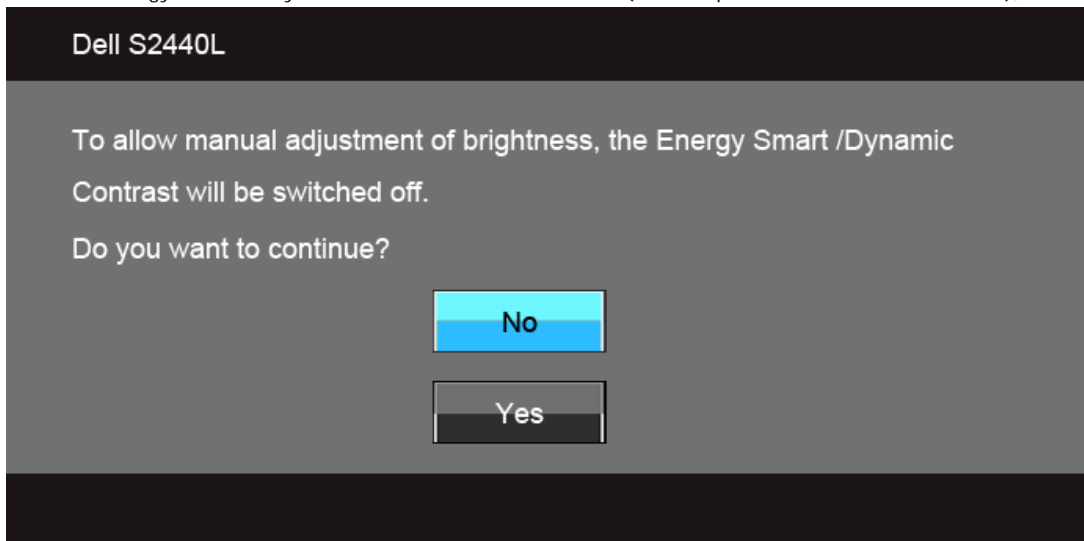 Dell S2440L
To allow manual adjustment of brightness, the Energy Smart /Dynamic
Contrast will be switched off.
Do you want to continue?
No
Yes